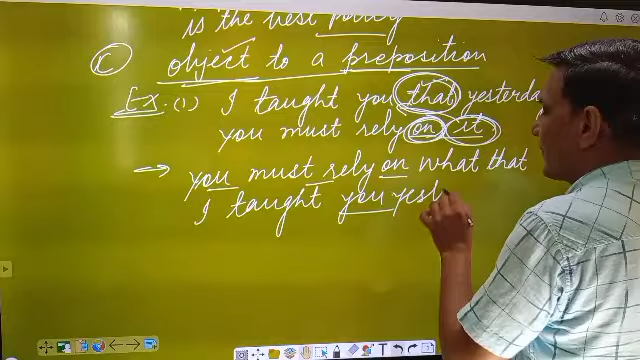 is the best policy
(c) object to a preposition
Ex. (1) I taught you that yesterda
you must rely on it
→ you must rely on what that
I taught you yest